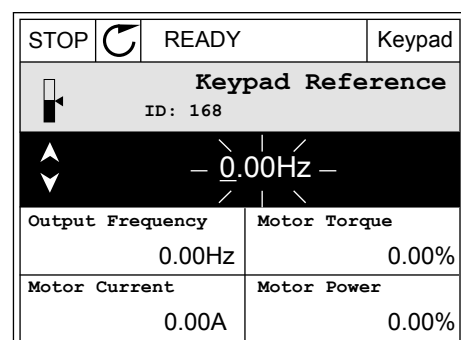 STOP READY Keypad
Keypad Reference
ID: 168
0.00Hz
Output Frequency Motor Torque
0.00Hz 0.00%
Motor Current Motor Power
0.00A 0.00%